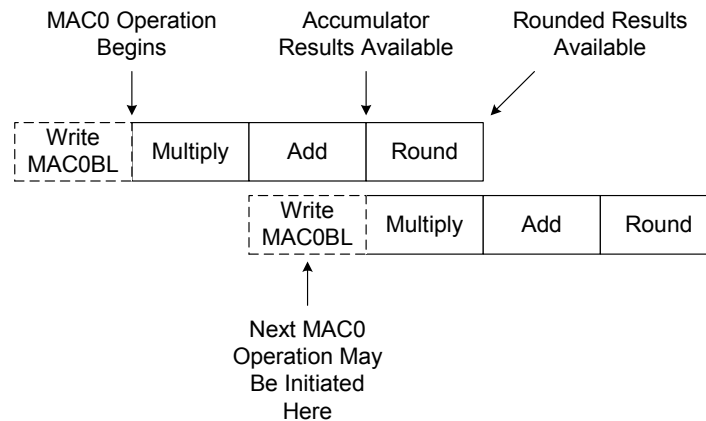 MAC0 Operation
Begins
Accumulator
Results Available
Rounded Results
Available
Write
MAC0BL
Multiply
Add
Round
Write
MAC0BL
Multiply
Add
Round
Next MAC0
Operation May
Be Initiated
Here